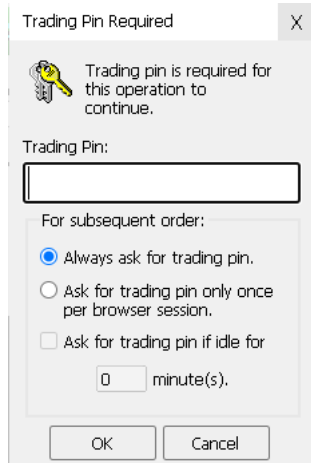 Trading Pin Required
X
Trading pin is required for
this operation to
continue.
Trading Pin:
For subsequent order:
Always ask for trading pin.
Ask for trading pin only once
per browser session.
Ask for trading pin if idle for
0 minute(s).
OK Cancel